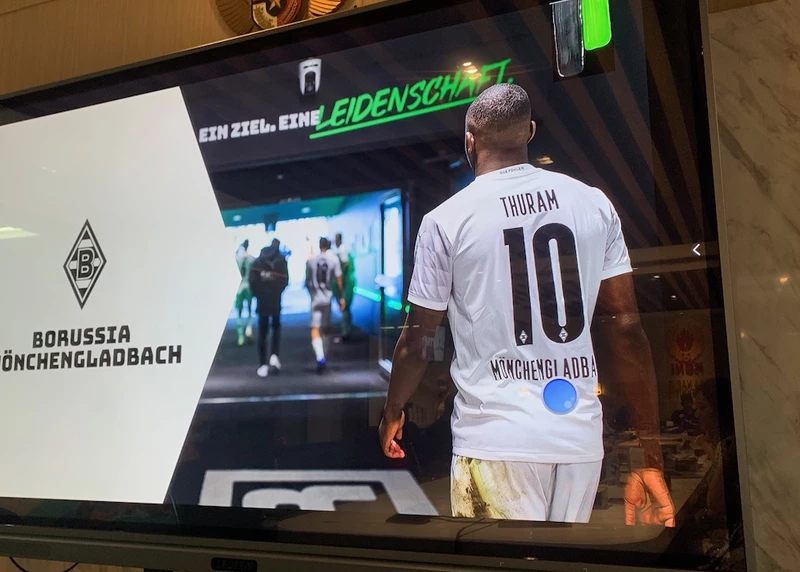 EIN ZIEL. EINE LEIDENSCHAFT.
THURAM
10
MÖNCHENGLADBA
B
BORUSSIA
ÖNCHENGLADBACH